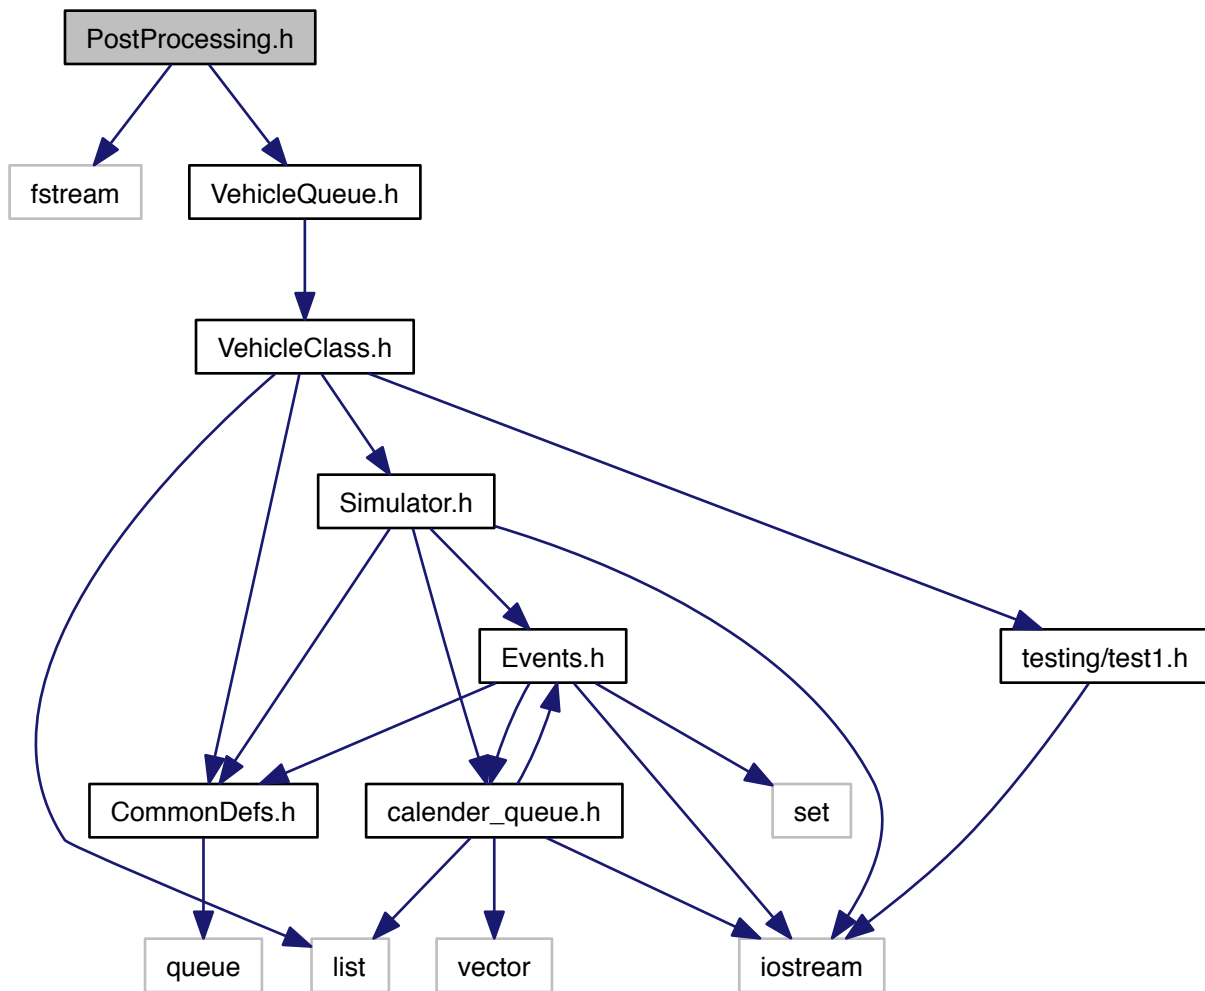 PostProcessing.h
fstream
VehicleQueue.h
VehicleClass.h
Simulator.h
Events.h
testing/test1.h
CommonDefs.h
calender_queue.h
set
queue
list
vector
iostream